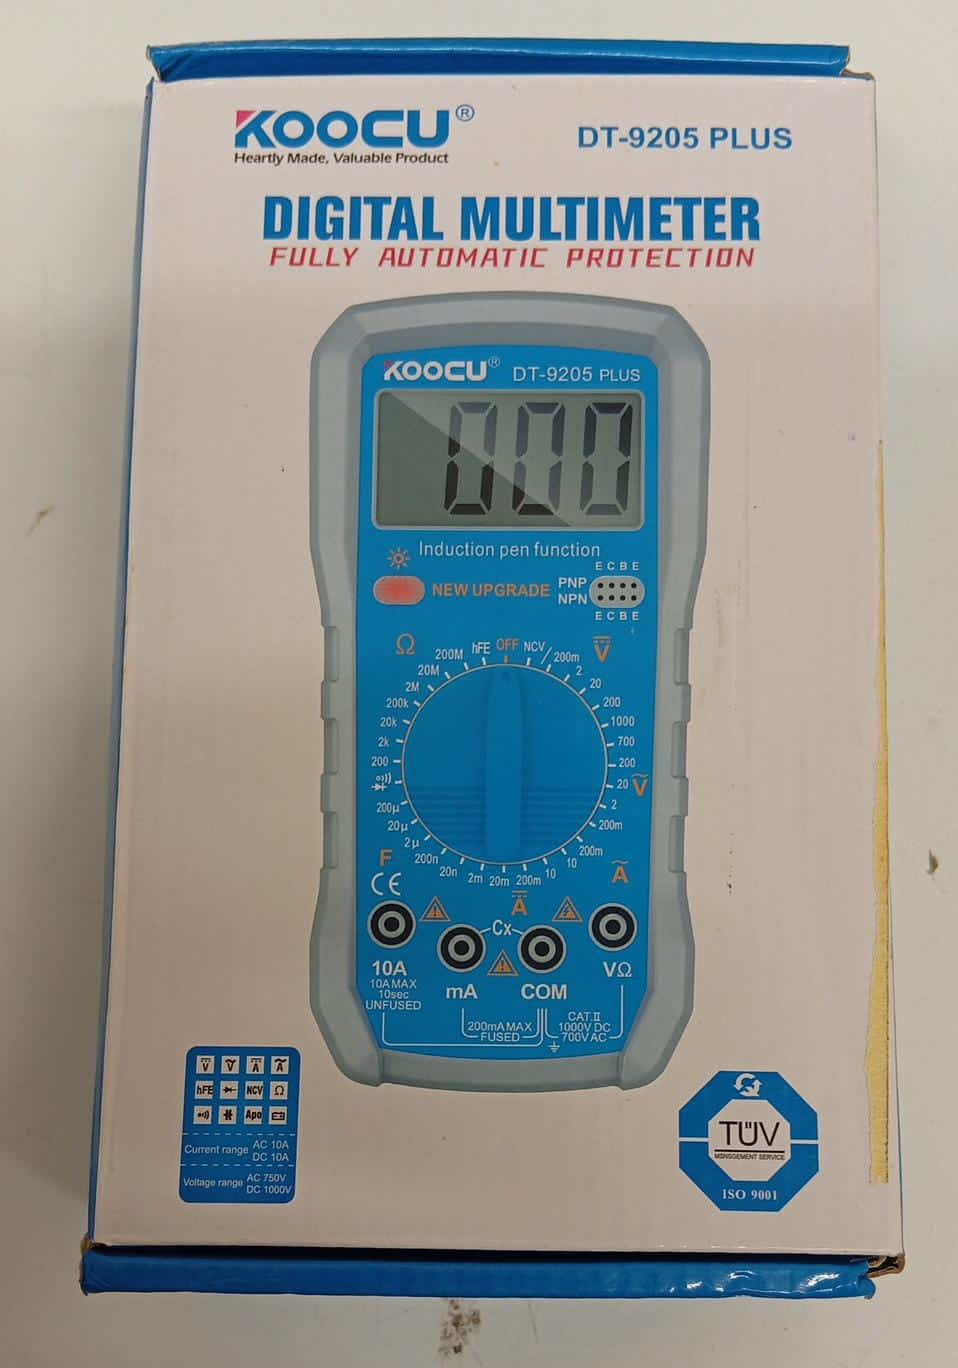 KOOCU®
Heartly Made, Valuable Product
DT-9205 PLUS
DIGITAL MULTIMETER
FULLY AUTOMATIC PROTECTION
KOOCU® DT-9205 PLUS
000
Induction pen function
NEW UPGRADE
E C B E
PNP
NPN
E C B E
Ω
200M
hFE
OFF
NCV
200m
V
20M
2
2M
20
200k
200
20k
1000
2k
700
200
200
20
V
200µ
2
20µ
200m
2µ
200m
200n
10
20n
2m
20m
200m
10
F
A
A
CE
Cx
10A
10A MAX
10sec
UNFUSED
mA
COM
VΩ
200mA MAX
FUSED
CAT.II
1000V DC
700V AC
V V A A
hFE NCV Ω
Apo
Current range AC 10A
DC 10A
Voltage range AC 750V
DC 1000V
TÜV
MSNSGEMENT SERVICE
ISO 9001